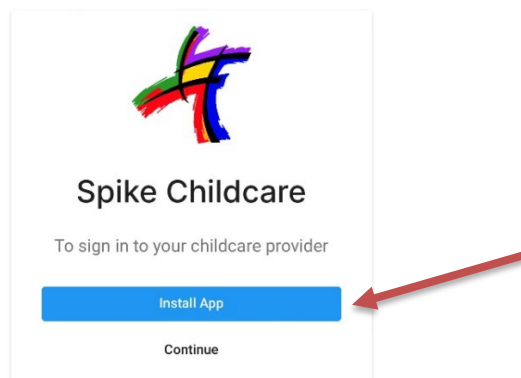 Spike Childcare
To sign in to your childcare provider
Install App
Continue